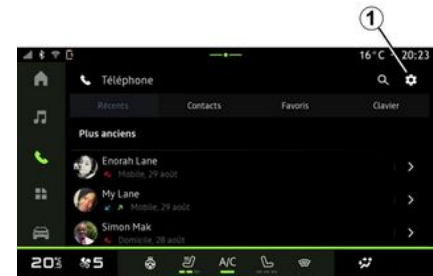 1
16°C 20:23
Téléphone
Récents Contacts Favoris Clavier
Plus anciens
Enorah Lane
Mobile, 29 août
My Lane
Mobile, 29 août
Simon Mak
Domicile, 28 août
20°5 5 A/C